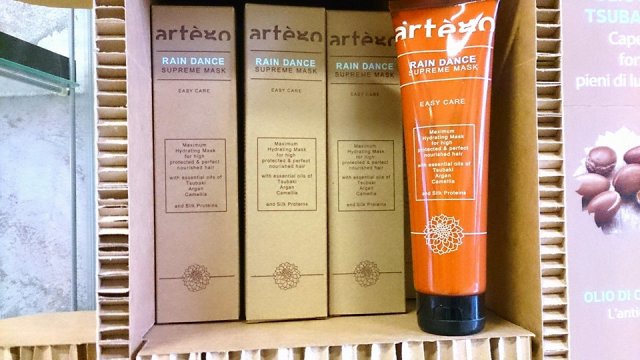 artègo
RAIN DANCE
SUPREME MASK
EASY CARE
Maximum
Hydrating Mask
for high
protected & perfect
nourished hair
with essential oils of
Tsubaki
Argan
Camellia
and Silk Proteins
artègo
RAIN DANCE
SUPREME MASK
EASY CARE
Maximum
Hydrating Mask
for high
protected & perfect
nourished hair
with essential oils of
Tsubaki
Argan
Camellia
and Silk Proteins
artègo
RAIN DANCE
SUPREME MASK
EASY CARE
Maximum
Hydrating Mask
for high
protected & perfect
nourished hair
with essential oils of
Tsubaki
Argan
Camellia
and Silk Proteins
artègo
RAIN DANCE
SUPREME MASK
EASY CARE
Maximum
Hydrating Mask
for high
protected & perfect
nourished hair
with essential oils of
Tsubaki
Argan
Camellia
and Silk Proteins
TSUBA
Cape
for
pieni di lu
OLIO DI C
L'anti